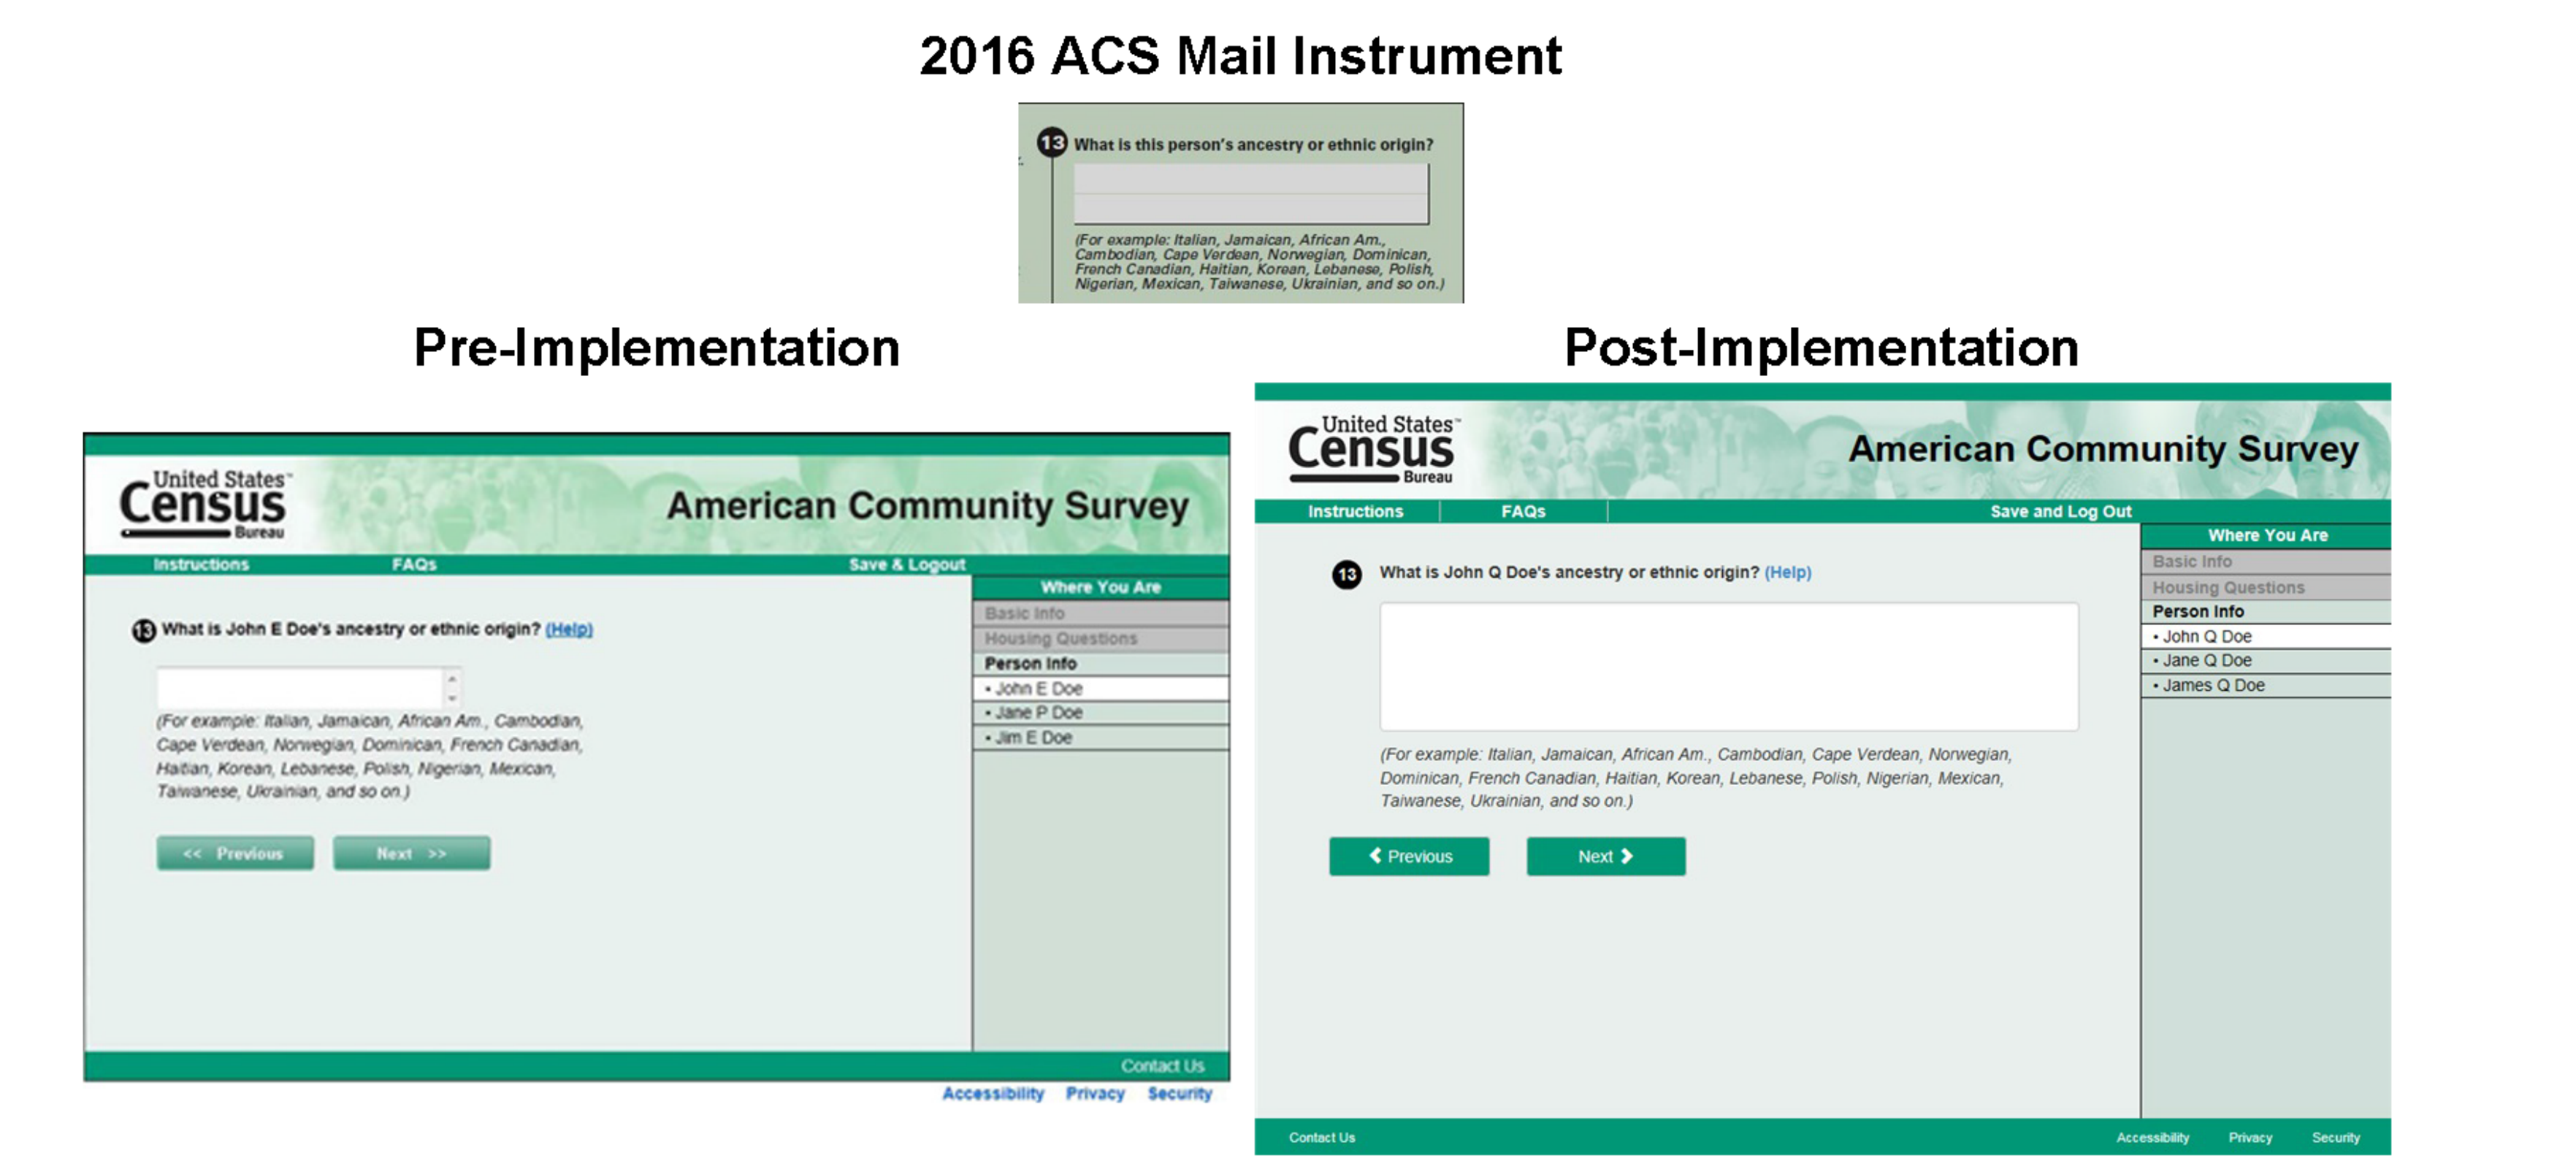 2016 ACS Mail Instrument
13 What is this person's ancestry or ethnic origin?
(For example: Italian, Jamaican, African Am.,
Cambodian, Cape Verdean, Norwegian, Dominican,
French Canadian, Haitian, Korean, Lebanese, Polish,
Nigerian, Mexican, Taiwanese, Ukrainian, and so on.)
Pre-Implementation
United States™
Census
Bureau
American Community Survey
Instructions FAQs Save & Logout
Where You Are
Basic Info
Housing Questions
Person Info
• John E Doe
• Jane P Doe
• Jim E Doe
13 What is John E Doe's ancestry or ethnic origin? (Help)
(For example: Italian, Jamaican, African Am., Cambodian,
Cape Verdean, Norwegian, Dominican, French Canadian,
Haitian, Korean, Lebanese, Polish, Nigerian, Mexican,
Taiwanese, Ukrainian, and so on.)
<< Previous Next >>
Contact Us
Accessibility Privacy Security
Post-Implementation
United States™
Census
Bureau
American Community Survey
Instructions FAQs Save and Log Out
Where You Are
Basic Info
Housing Questions
Person Info
• John Q Doe
• Jane Q Doe
• James Q Doe
13 What is John Q Doe's ancestry or ethnic origin? (Help)
(For example: Italian, Jamaican, African Am., Cambodian, Cape Verdean, Norwegian,
Dominican, French Canadian, Haitian, Korean, Lebanese, Polish, Nigerian, Mexican,
Taiwanese, Ukrainian, and so on.)
Previous Next
Contact Us Accessibility Privacy Security